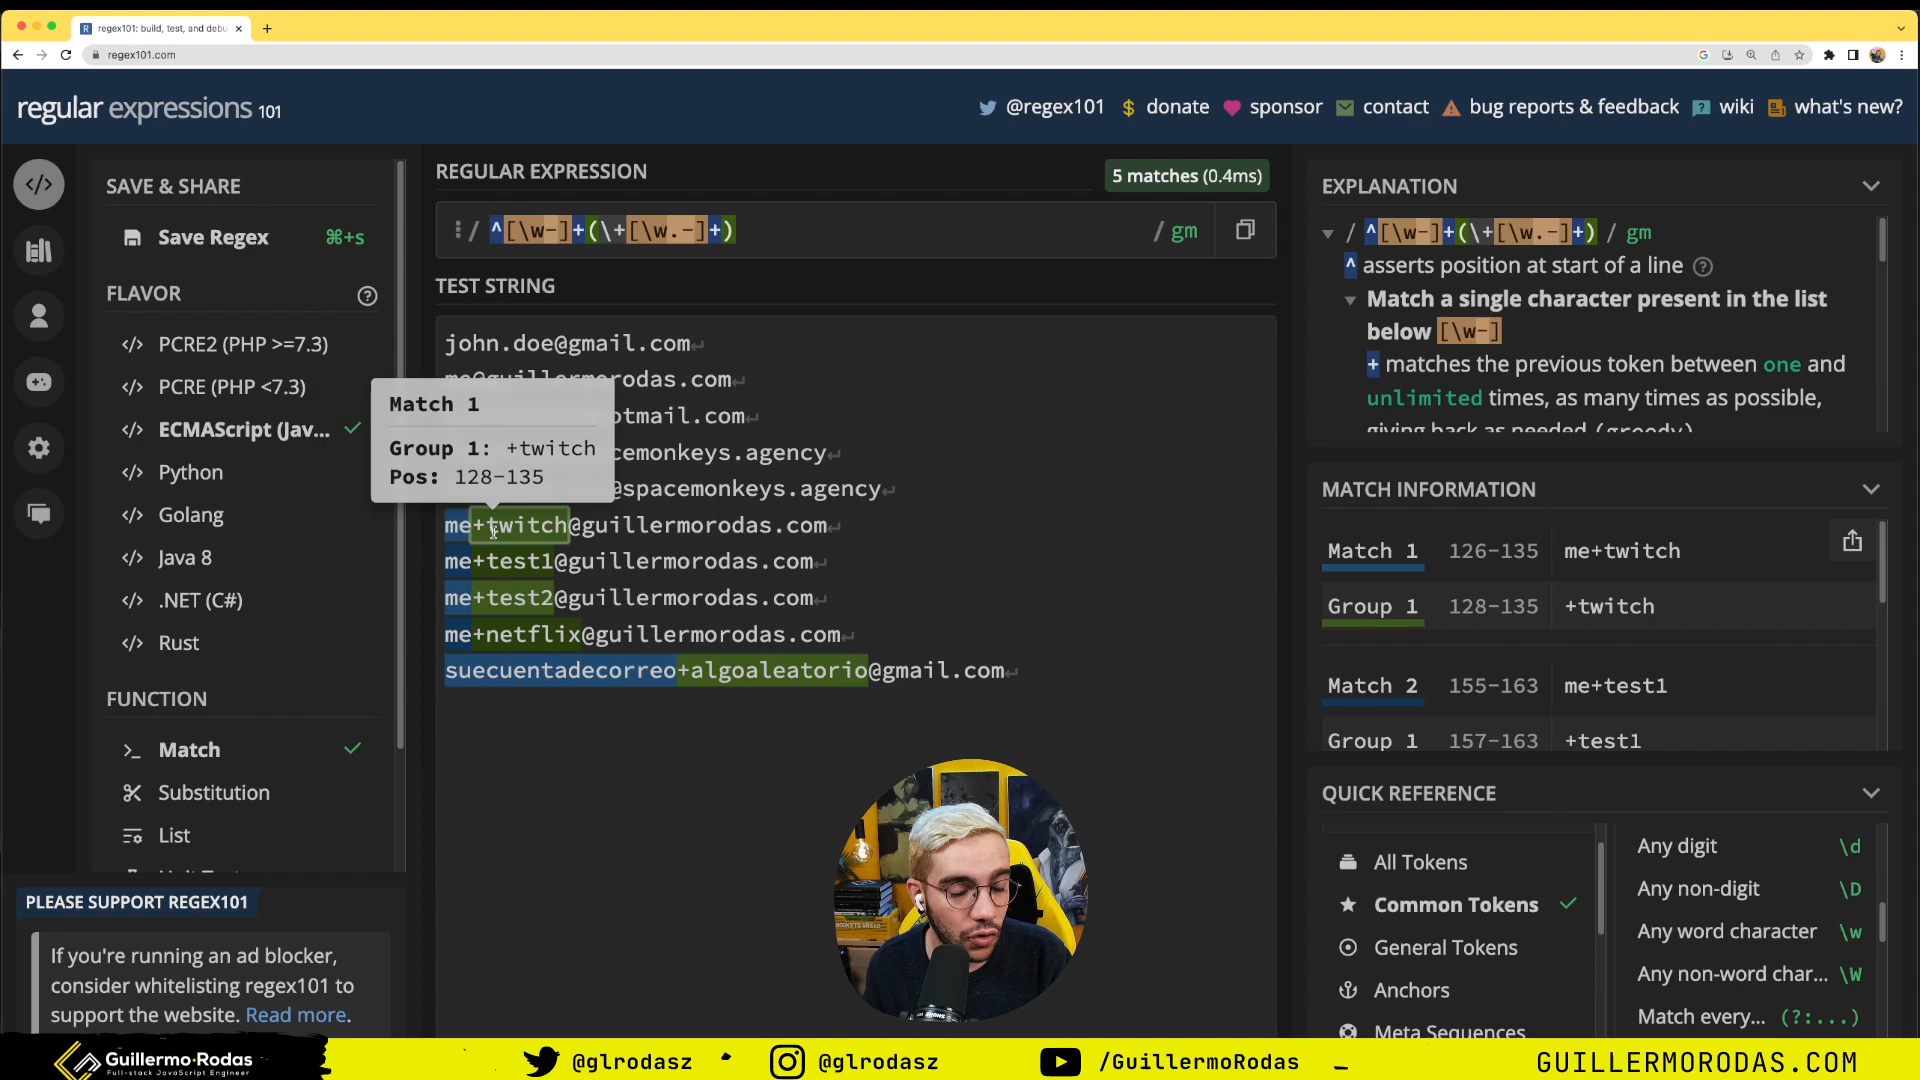 regex101: build, test, and debu
regex101.com
regular expressions 101
@regex101
donate
sponsor
contact
bug reports & feedback
wiki
what's new?
SAVE & SHARE
Save Regex ⌘+s
FLAVOR
PCRE2 (PHP >=7.3)
PCRE (PHP <7.3)
ECMAScript (Jav...
Python
Golang
Java 8
.NET (C#)
Rust
FUNCTION
Match
Substitution
List
PLEASE SUPPORT REGEX101
If you're running an ad blocker,
consider whitelisting regex101 to
support the website. Read more.
REGULAR EXPRESSION
5 matches (0.4ms)
/ ^[\w-]+(\+[\w.-]+) / gm
TEST STRING
john.doe@gmail.com
me@guillermorodas.com
otmail.com
cemonkeys.agency
@spacemonkeys.agency
me+twitch@guillermorodas.com
me+test1@guillermorodas.com
me+test2@guillermorodas.com
me+netflix@guillermorodas.com
suecuentadecorreo+algoaleatorio@gmail.com
Match 1
Group 1: +twitch
Pos: 128-135
EXPLANATION
/ ^[\w-]+(\+[\w.-]+) / gm
^ asserts position at start of a line
Match a single character present in the list
below [\w-]
+ matches the previous token between one and
unlimited times, as many times as possible,
giving back as needed (greedy)
MATCH INFORMATION
Match 1 126-135 me+twitch
Group 1 128-135 +twitch
Match 2 155-163 me+test1
Group 1 157-163 +test1
QUICK REFERENCE
All Tokens
Common Tokens
General Tokens
Anchors
Meta Sequences
Any digit \d
Any non-digit \D
Any word character \w
Any non-word char... \W
Match every... (?:...)
Guillermo·Rodas
Full-stack JavaScript Engineer
@glrodasz
@glrodasz
/GuillermoRodas
GUILLERMORODAS.COM